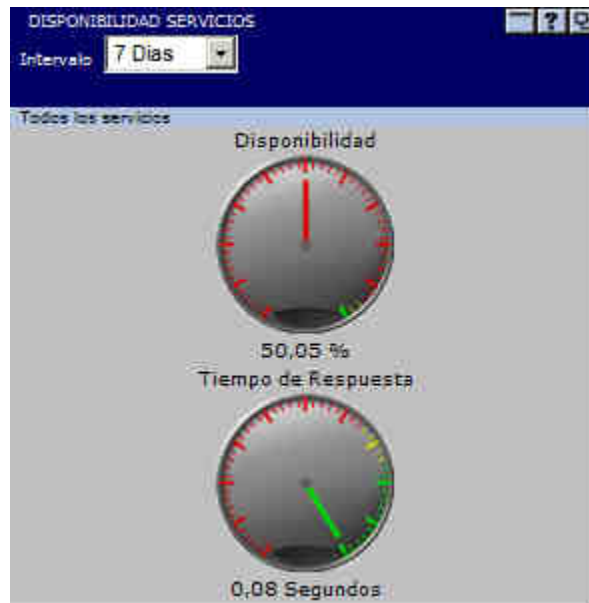 DISPONIBILIDAD SERVICIOS
?
Intervalo 7 Dias
Todos los servicios
Disponibilidad
50,05 %
Tiempo de Respuesta
0,08 Segundos